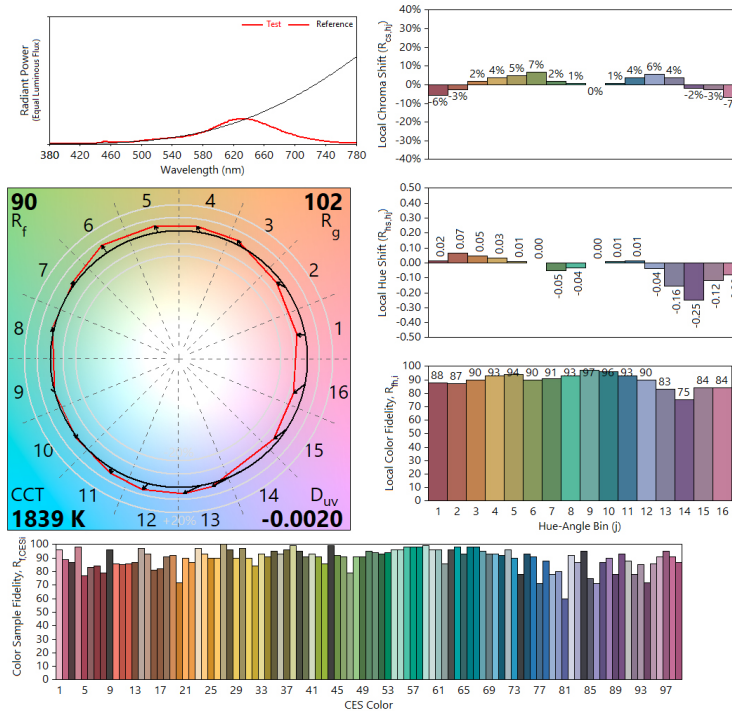 Test Reference
Radiant Power
(Equal Luminous Flux)
380 420 460 500 540 580 620 660 700 740 780
Wavelength (nm)
40%
30%
20%
10%
0%
-10%
-20%
-30%
-40%
Local Chroma Shift (Rcs,hj)
-6% -3% 2% 4% 5% 7% 2% 1% 0% 1% 4% 6% 4% -2% -3% -7
90
Rf
102
Rg
CCT
1839 K
Duv
-0.0020
+20%
1 2 3 4 5 6 7 8 9 10 11 12 13 14 15 16
0.50
0.40
0.30
0.20
0.10
0.00
-0.10
-0.20
-0.30
-0.40
-0.50
Local Hue Shift (Rhs,hj)
0.02 0.07 0.05 0.03 0.01 0.00 -0.05 -0.04 0.00 0.01 0.01 -0.04 -0.16 -0.25 -0.12
100
90
80
70
60
50
40
30
20
10
0
Local Color Fidelity, Rfh,i
88 87 90 93 94 90 91 93 97 96 93 90 83 75 84 84
1 2 3 4 5 6 7 8 9 10 11 12 13 14 15 16
Hue-Angle Bin (j)
100
90
80
70
60
50
40
30
20
10
0
Color Sample Fidelity, Rf,CESi
1 5 9 13 17 21 25 29 33 37 41 45 49 53 57 61 65 69 73 77 81 85 89 93 97
CES Color